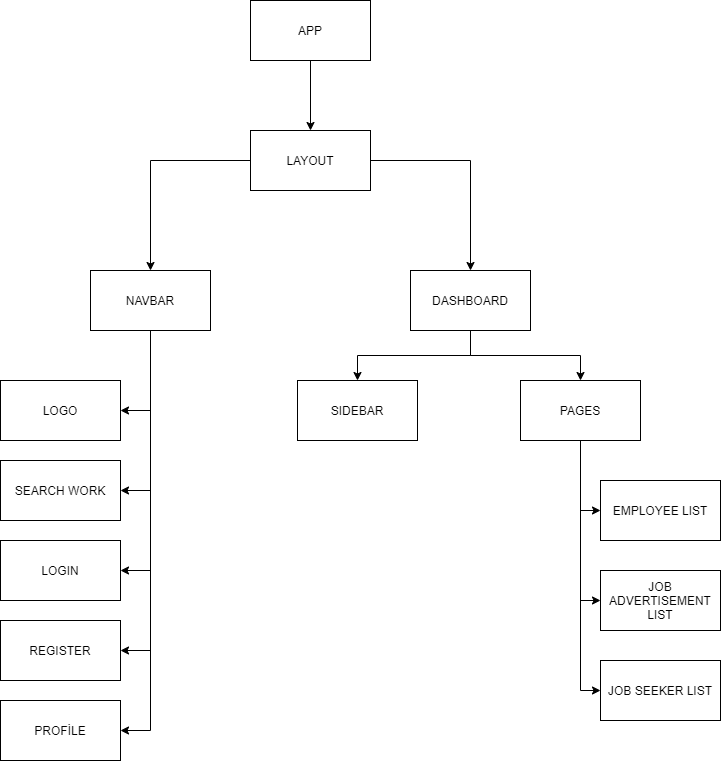 APP
LAYOUT
NAVBAR
DASHBOARD
LOGO
SIDEBAR
PAGES
SEARCH WORK
EMPLOYEE LIST
LOGIN
JOB
ADVERTISEMENT
LIST
REGISTER
JOB SEEKER LIST
PROFİLE